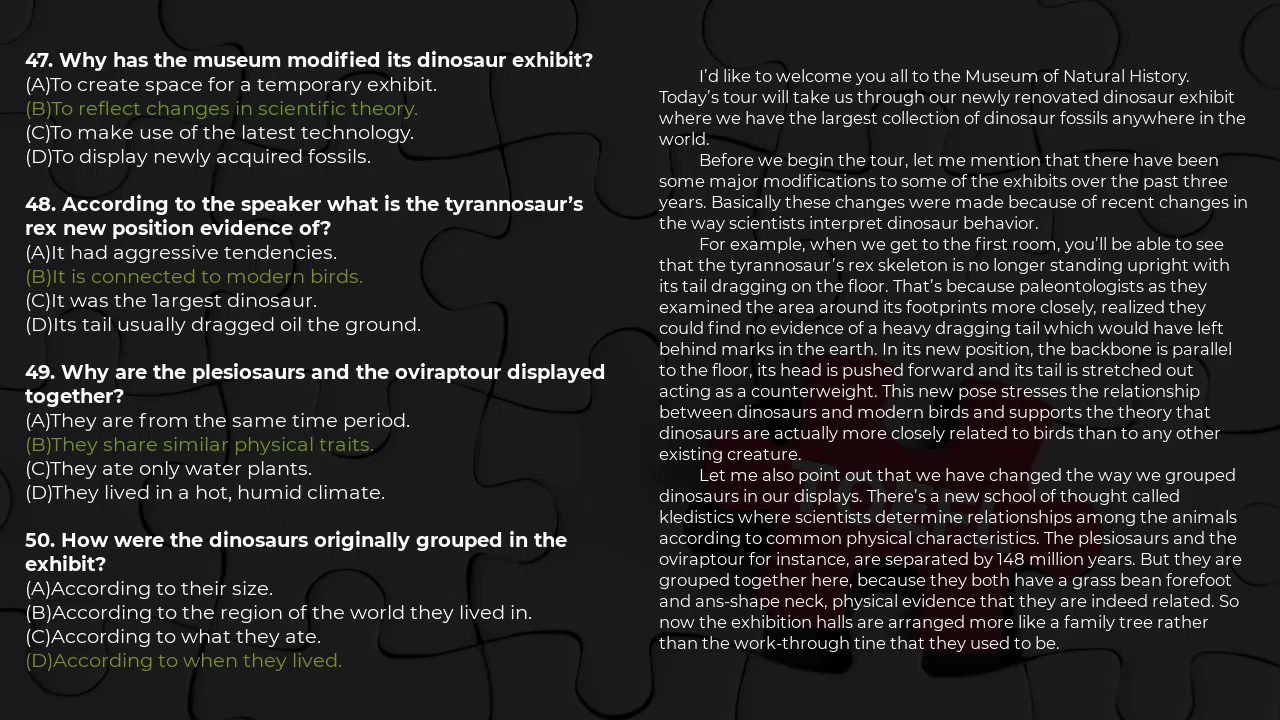 47. Why has the museum modified its dinosaur exhibit?
(A)To create space for a temporary exhibit.
(B)To reflect changes in scientific theory.
(C)To make use of the latest technology.
(D)To display newly acquired fossils.
48. According to the speaker what is the tyrannosaur’s
rex new position evidence of?
(A)It had aggressive tendencies.
(B)It is connected to modern birds.
(C)It was the 1argest dinosaur.
(D)Its tail usually dragged oil the ground.
49. Why are the plesiosaurs and the oviraptour displayed
together?
(A)They are from the same time period.
(B)They share similar physical traits.
(C)They ate only water plants.
(D)They lived in a hot, humid climate.
50. How were the dinosaurs originally grouped in the
exhibit?
(A)According to their size.
(B)According to the region of the world they lived in.
(C)According to what they ate.
(D)According to when they lived.
I’d like to welcome you all to the Museum of Natural History.
Today’s tour will take us through our newly renovated dinosaur exhibit
where we have the largest collection of dinosaur fossils anywhere in the
world.
Before we begin the tour, let me mention that there have been
some major modifications to some of the exhibits over the past three
years. Basically these changes were made because of recent changes in
the way scientists interpret dinosaur behavior.
For example, when we get to the first room, you’ll be able to see
that the tyrannosaur’s rex skeleton is no longer standing upright with
its tail dragging on the floor. That’s because paleontologists as they
examined the area around its footprints more closely, realized they
could find no evidence of a heavy dragging tail which would have left
behind marks in the earth. In its new position, the backbone is parallel
to the floor, its head is pushed forward and its tail is stretched out
acting as a counterweight. This new pose stresses the relationship
between dinosaurs and modern birds and supports the theory that
dinosaurs are actually more closely related to birds than to any other
existing creature.
Let me also point out that we have changed the way we grouped
dinosaurs in our displays. There’s a new school of thought called
kledistics where scientists determine relationships among the animals
according to common physical characteristics. The plesiosaurs and the
oviraptour for instance, are separated by 148 million years. But they are
grouped together here, because they both have a grass bean forefoot
and ans-shape neck, physical evidence that they are indeed related. So
now the exhibition halls are arranged more like a family tree rather
than the work-through tine that they used to be.